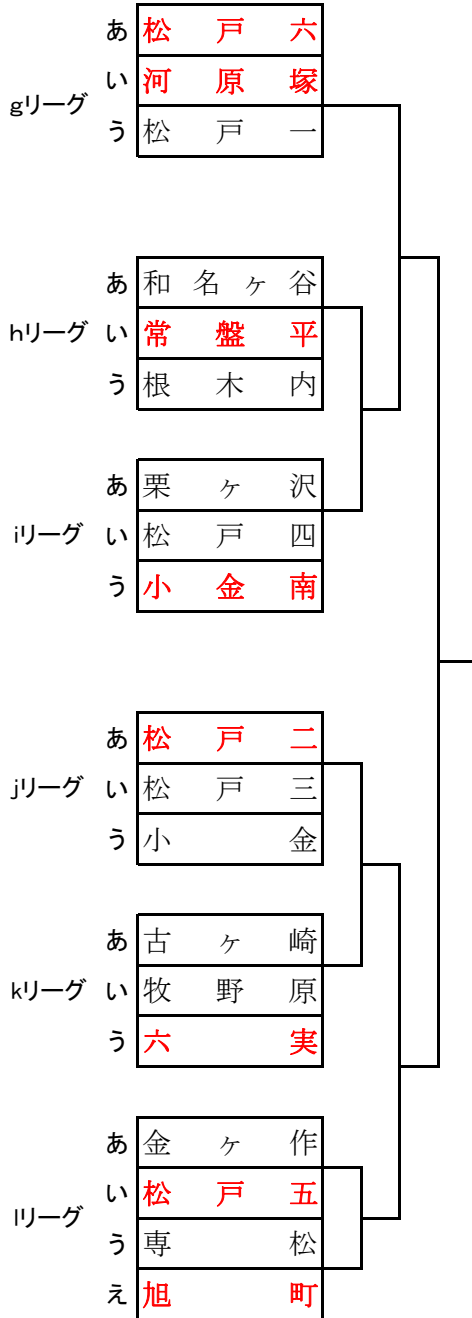 あ 松戸六
gリーグ い 河原塚
う 松戸一
あ 和名ヶ谷
hリーグ い 常盤平
う 根木内
あ 栗ヶ沢
iリーグ い 松戸四
う 小金南
あ 松戸二
jリーグ い 松戸三
う 小金
あ 古ヶ崎
kリーグ い 牧野原
う 六実
あ 金ヶ作
lリーグ い 松戸五
う 専松
え 旭町